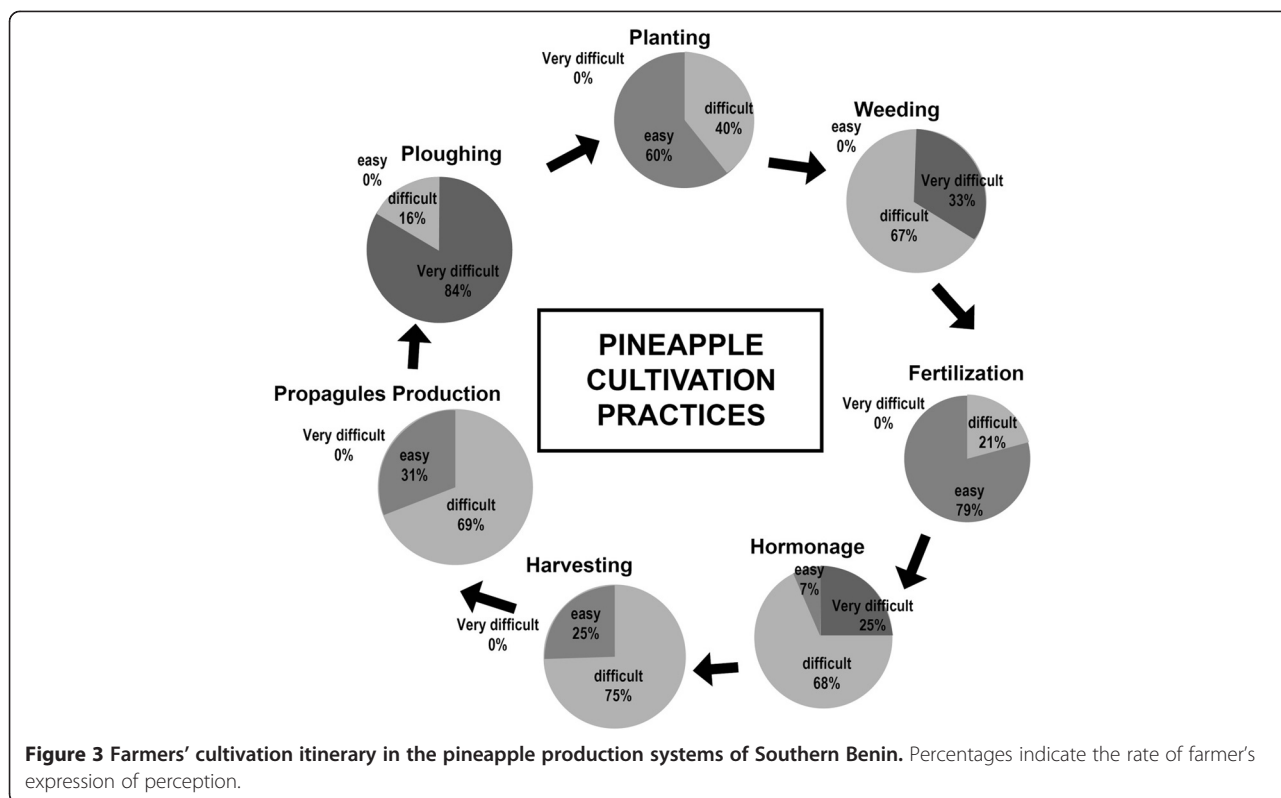 Planting
Very difficult
0%
difficult
40%
easy
60%
Weeding
easy
0%
Very difficult
33%
difficult
67%
Fertilization
Very difficult
0%
difficult
21%
easy
79%
Hormonage
easy
7%
Very difficult
25%
difficult
68%
Harvesting
easy
25%
Very difficult
0%
difficult
75%
Propagules Production
Very difficult
0%
easy
31%
difficult
69%
Ploughing
easy
0%
difficult
16%
Very difficult
84%
PINEAPPLE
CULTIVATION
PRACTICES
Figure 3 Farmers' cultivation itinerary in the pineapple production systems of Southern Benin. Percentages indicate the rate of farmer's
expression of perception.